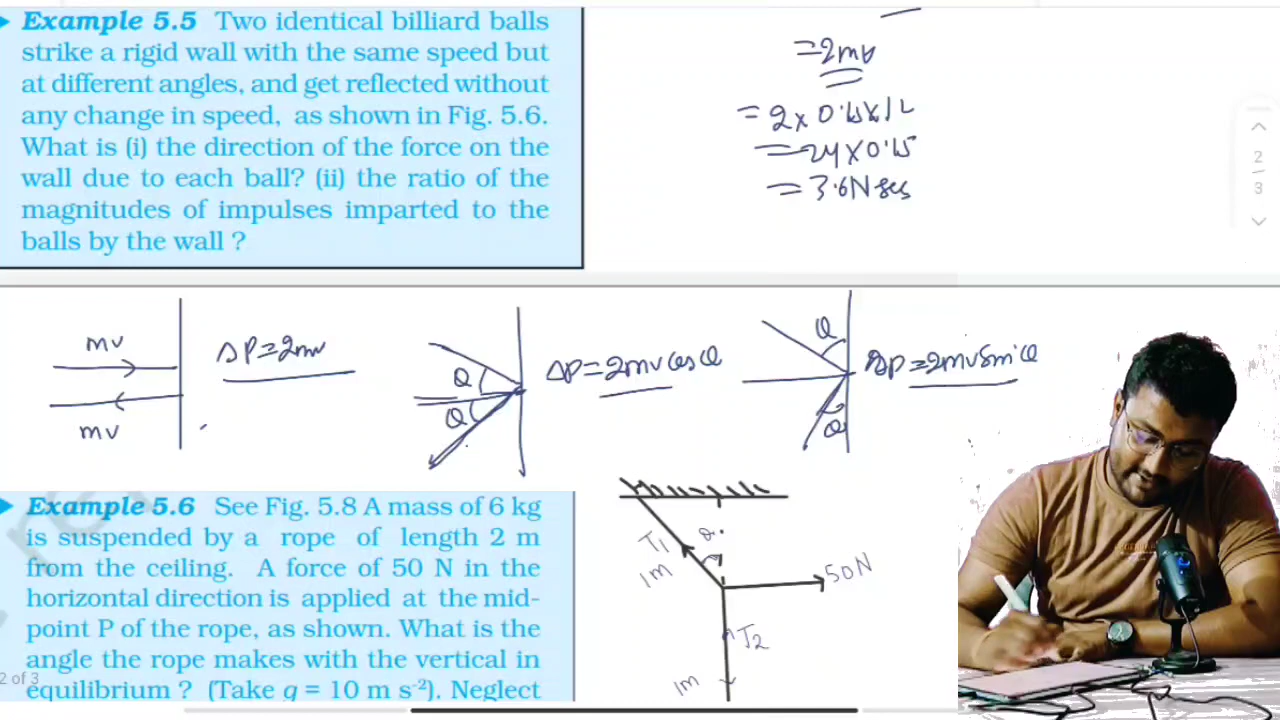 Example 5.5 Two identical billiard balls
strike a rigid wall with the same speed but
at different angles, and get reflected without
any change in speed, as shown in Fig. 5.6.
What is (i) the direction of the force on the
wall due to each ball? (ii) the ratio of the
magnitudes of impulses imparted to the
balls by the wall ?
=2mv
= 2 x 0.15x12
= 24 x 0.15
= 3.6N sec
2
3
mv
mv
ΔP=2mv
θ
θ
ΔP=2mv cosθ
θ
θ
ΔP=2mv sinθ
Example 5.6 See Fig. 5.8 A mass of 6 kg
is suspended by a rope of length 2 m
from the ceiling. A force of 50 N in the
horizontal direction is applied at the mid-
point P of the rope, as shown. What is the
angle the rope makes with the vertical in
equilibrium ? (Take g = 10 m s-2). Neglect
2 of 3
T1
1m
θ
50N
T2
1m